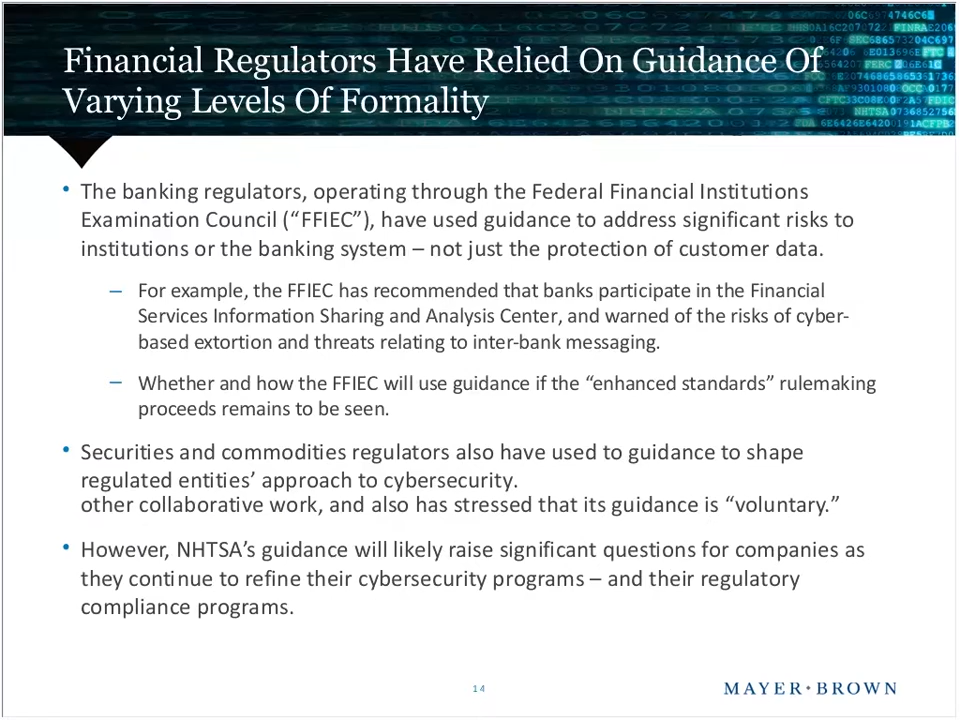 Financial Regulators Have Relied On Guidance Of
Varying Levels Of Formality
• The banking regulators, operating through the Federal Financial Institutions
Examination Council (“FFIEC”), have used guidance to address significant risks to
institutions or the banking system – not just the protection of customer data.
– For example, the FFIEC has recommended that banks participate in the Financial
Services Information Sharing and Analysis Center, and warned of the risks of cyber-
based extortion and threats relating to inter-bank messaging.
– Whether and how the FFIEC will use guidance if the “enhanced standards” rulemaking
proceeds remains to be seen.
• Securities and commodities regulators also have used to guidance to shape
regulated entities’ approach to cybersecurity.
other collaborative work, and also has stressed that its guidance is “voluntary.”
• However, NHTSA’s guidance will likely raise significant questions for companies as
they continue to refine their cybersecurity programs – and their regulatory
compliance programs.
14
MAYER•BROWN